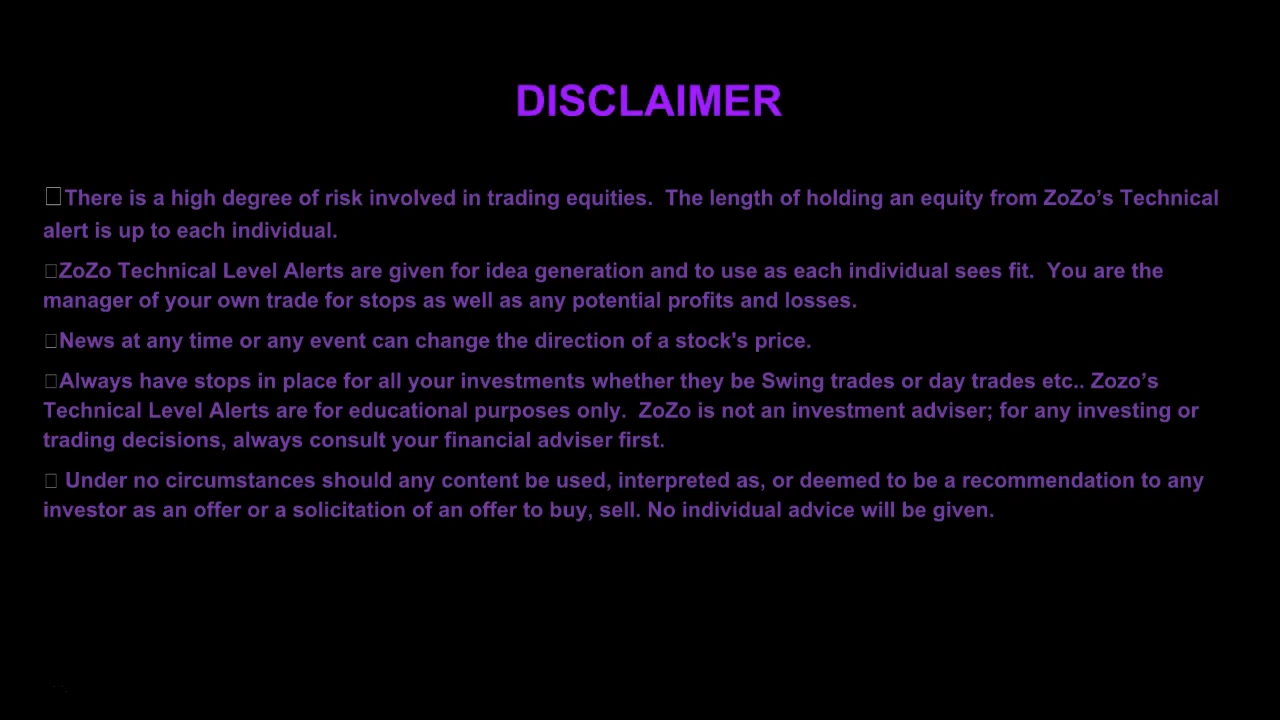 DISCLAIMER
□There is a high degree of risk involved in trading equities.  The length of holding an equity from ZoZo’s Technical
alert is up to each individual.
□ZoZo Technical Level Alerts are given for idea generation and to use as each individual sees fit.  You are the
manager of your own trade for stops as well as any potential profits and losses.
□News at any time or any event can change the direction of a stock's price.
□Always have stops in place for all your investments whether they be Swing trades or day trades etc.. Zozo’s
Technical Level Alerts are for educational purposes only.  ZoZo is not an investment adviser; for any investing or
trading decisions, always consult your financial adviser first.
□ Under no circumstances should any content be used, interpreted as, or deemed to be a recommendation to any
investor as an offer or a solicitation of an offer to buy, sell. No individual advice will be given.